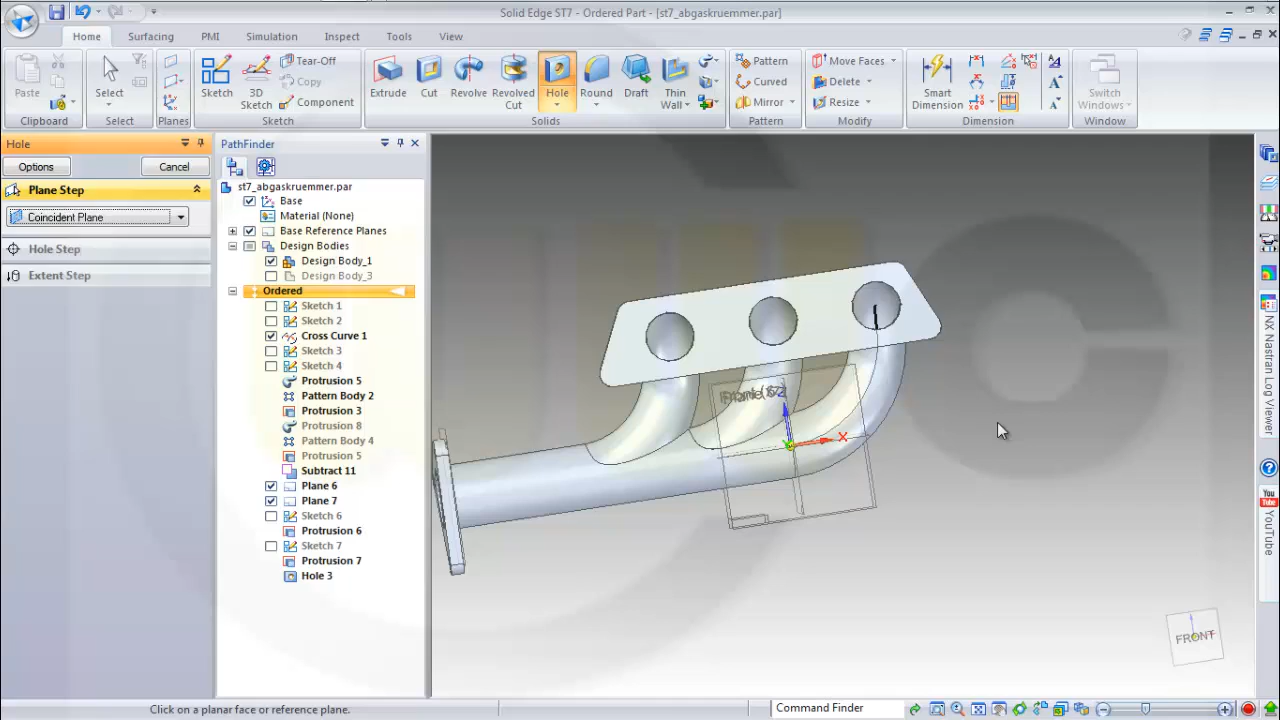 Solid Edge ST7 - Ordered Part - [st7_abgaskruemmer.par]
Home Surfacing PMI Simulation Inspect Tools View
Paste
Clipboard
Select
Select
Planes
Sketch
3D Sketch
Tear-Off
Copy
Component
Sketch
Extrude
Cut
Revolve
Revolved Cut
Hole
Round
Draft
Thin Wall
Solids
Pattern
Curved
Mirror
Pattern
Move Faces
Delete
Resize
Modify
Smart Dimension
Dimension
Switch Windows
Window
Hole
Options Cancel
Plane Step
Coincident Plane
Hole Step
Extent Step
PathFinder
st7_abgaskruemmer.par
Base
Material (None)
Base Reference Planes
Design Bodies
Design Body_1
Design Body_3
Ordered
Sketch 1
Sketch 2
Cross Curve 1
Sketch 3
Sketch 4
Protrusion 5
Pattern Body 2
Protrusion 3
Protrusion 8
Pattern Body 4
Protrusion 5
Subtract 11
Plane 6
Plane 7
Sketch 6
Protrusion 6
Sketch 7
Protrusion 7
Hole 3
X
FRONT
NX Nastran Log Viewer
You Tube
YouTube
Click on a planar face or reference plane.
Command Finder